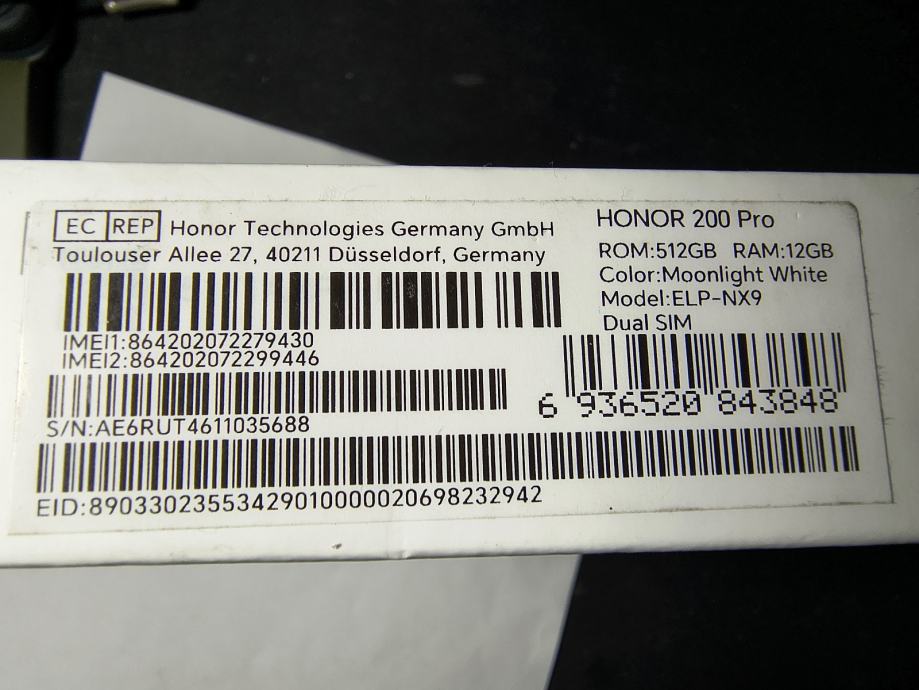 EC REP Honor Technologies Germany GmbH
Toulouser Allee 27, 40211 Düsseldorf, Germany
IMEI1:864202072279430
IMEI2:864202072299446
S/N:AE6RUT4611035688
EID:89033023553429010000020698232942
HONOR 200 Pro
ROM:512GB RAM:12GB
Color:Moonlight White
Model:ELP-NX9
Dual SIM
6 936520 843848